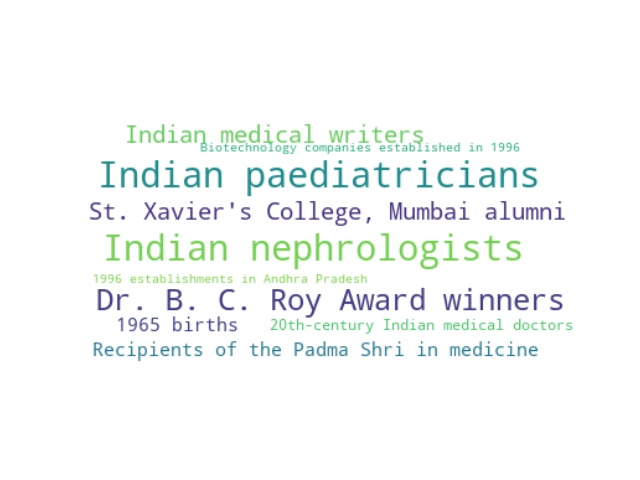 Indian medical writers
Biotechnology companies established in 1996
Indian paediatricians
St. Xavier's College, Mumbai alumni
Indian nephrologists
1996 establishments in Andhra Pradesh
Dr. B. C. Roy Award winners
1965 births
20th-century Indian medical doctors
Recipients of the Padma Shri in medicine